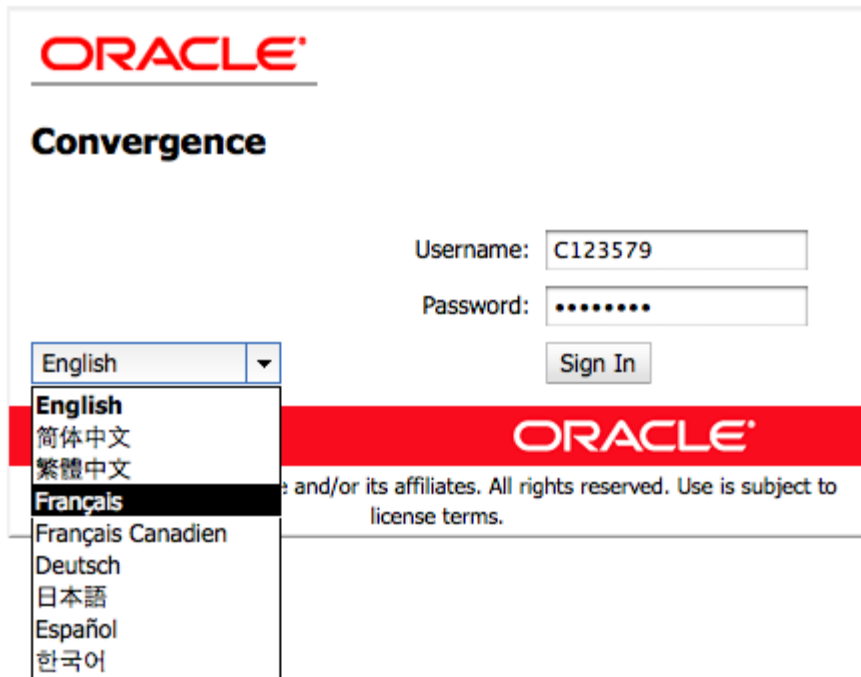 ORACLE
Convergence
Username: C123579
Password: ••••••••
English
Sign In
English
简体中文
繁體中文
Français
Français Canadien
Deutsch
日本語
Español
한국어
ORACLE
and/or its affiliates. All rights reserved. Use is subject to
license terms.